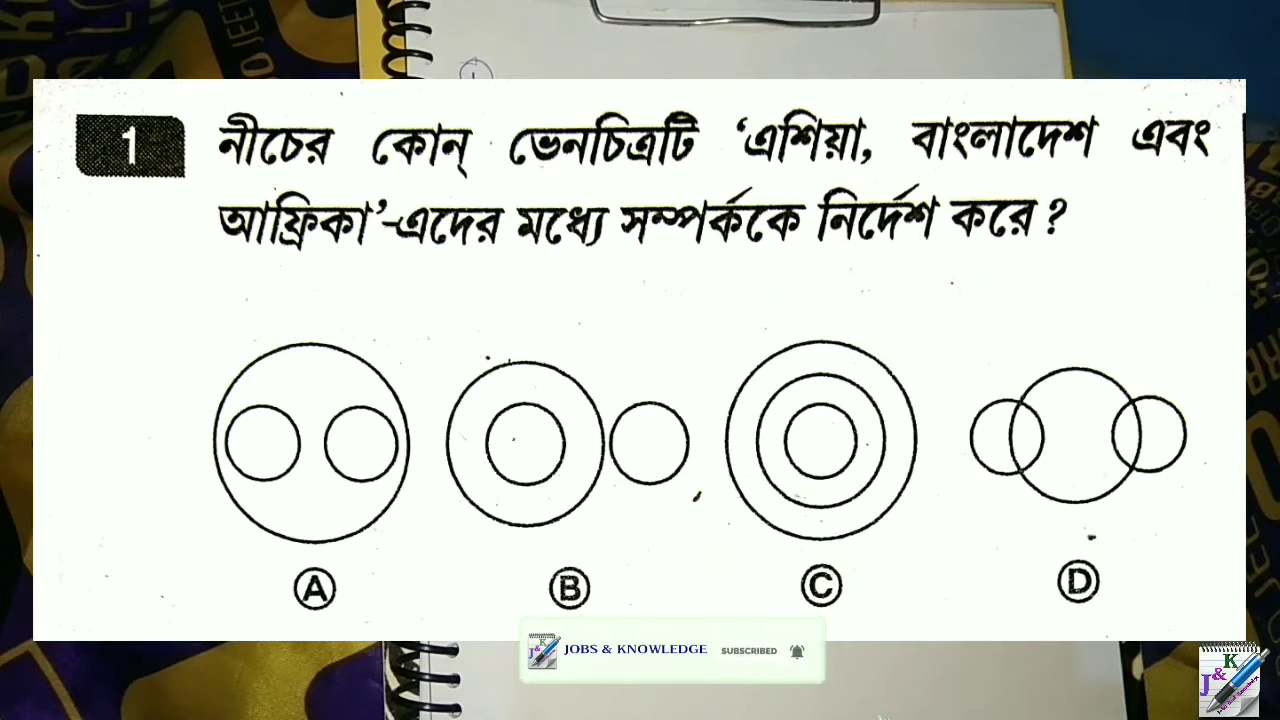 1 নীচের কোন্ ভেনচিত্রটি ‘এশিয়া, বাংলাদেশ এবং
আফ্রিকা’-এদের মধ্যে সম্পর্ককে নির্দেশ করে ?
A B C D
J&K JOBS & KNOWLEDGE SUBSCRIBED
J&K